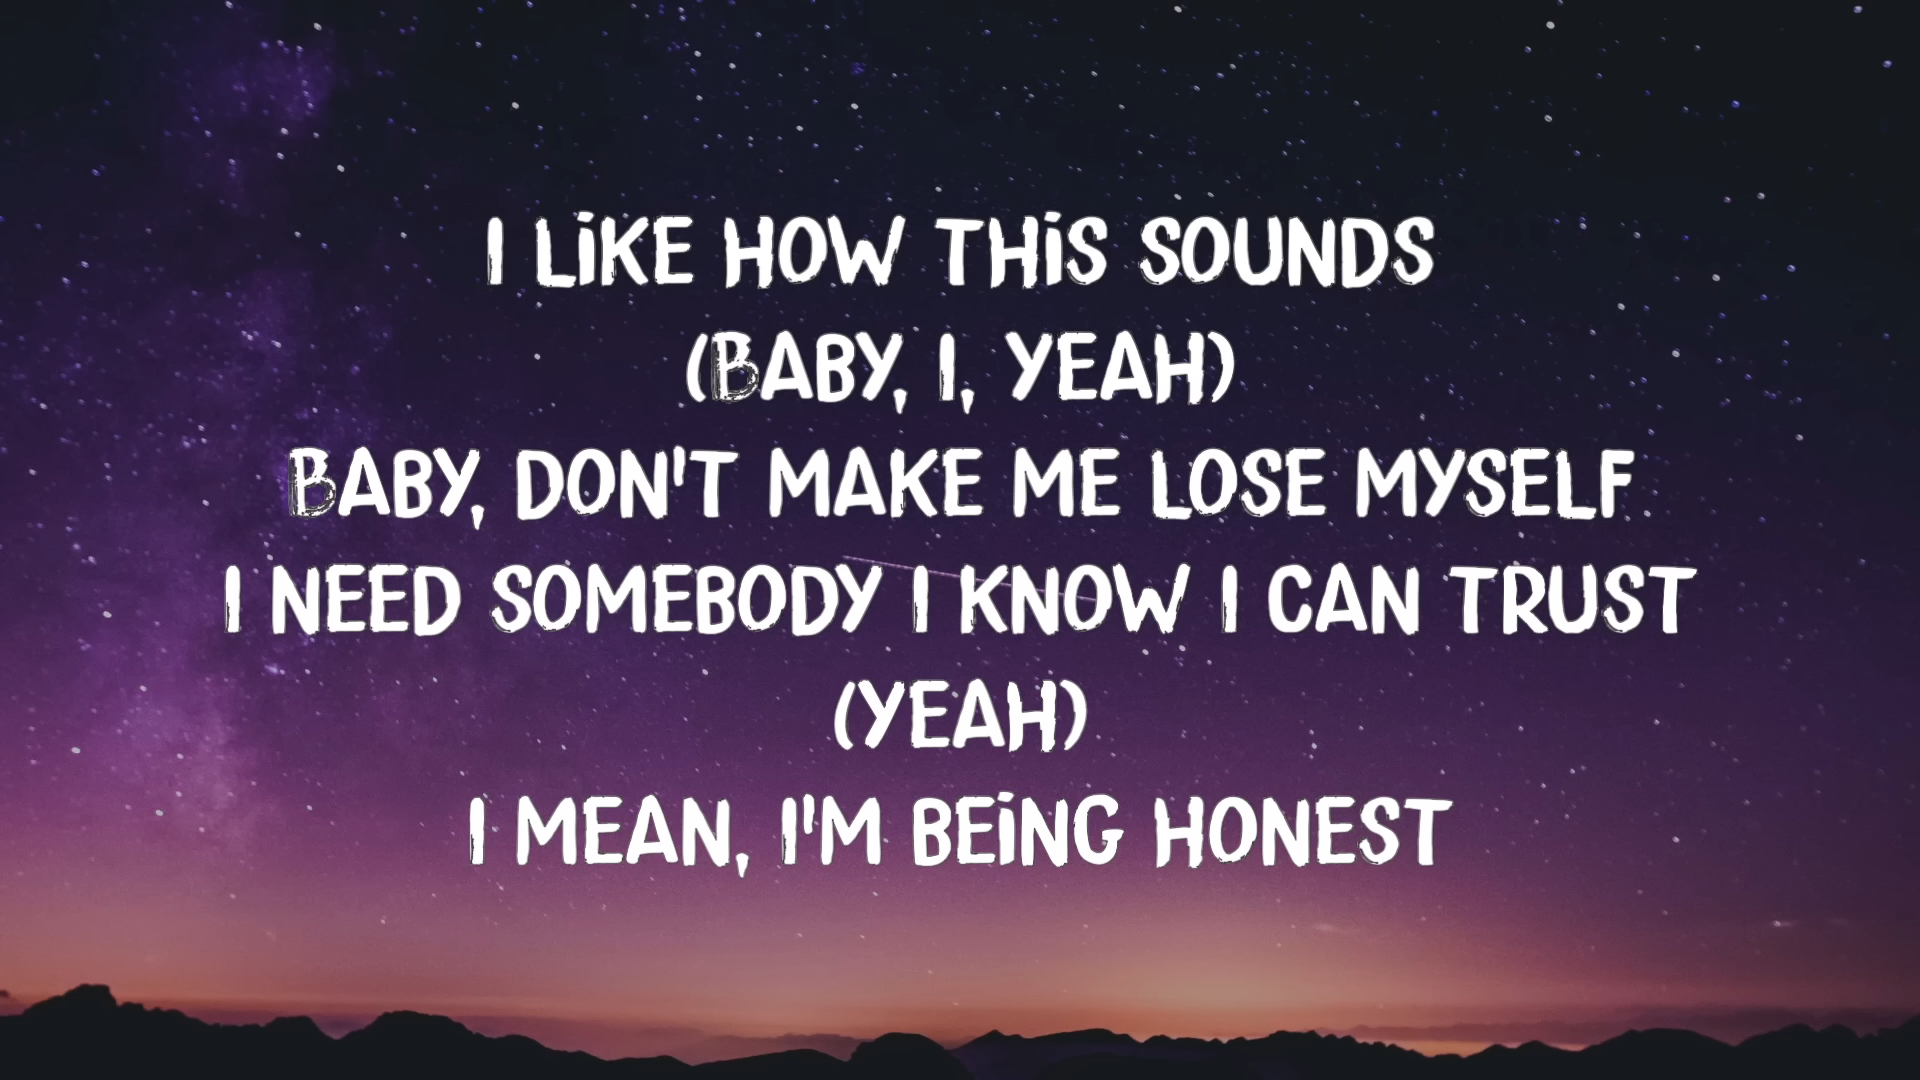 I LiKE HOW THiS SOUNDS
(BABY, I, YEAH)
BABY, DON'T MAKE ME LOSE MYSELF
I NEED SOMEBODY I KNOW I CAN TRUST
(YEAH)
I MEAN, I'M BEiNG HONEST